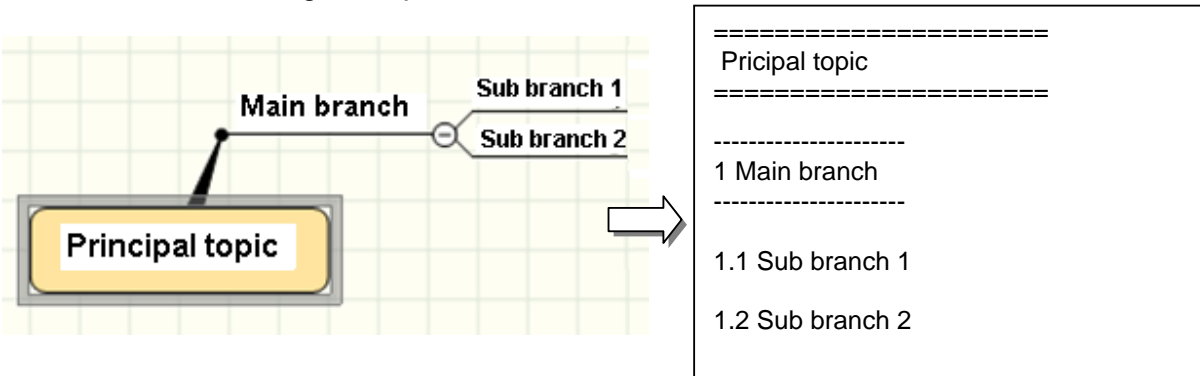 Main branch
Sub branch 1
Sub branch 2
Principal topic
======================
Pricipal topic
======================
----------------------
1 Main branch
----------------------
1.1 Sub branch 1
1.2 Sub branch 2